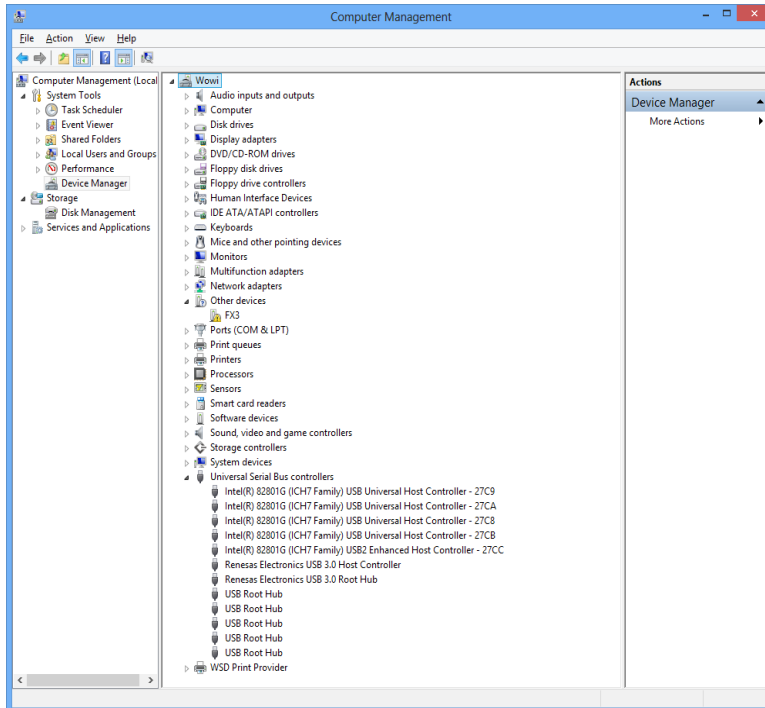 Computer Management
File Action View Help
Computer Management (Local
System Tools
Task Scheduler
Event Viewer
Shared Folders
Local Users and Groups
Performance
Device Manager
Storage
Disk Management
Services and Applications
Wowi
Audio inputs and outputs
Computer
Disk drives
Display adapters
DVD/CD-ROM drives
Floppy disk drives
Floppy drive controllers
Human Interface Devices
IDE ATA/ATAPI controllers
Keyboards
Mice and other pointing devices
Monitors
Multifunction adapters
Network adapters
Other devices
FX3
Ports (COM & LPT)
Print queues
Printers
Processors
Sensors
Smart card readers
Software devices
Sound, video and game controllers
Storage controllers
System devices
Universal Serial Bus controllers
Intel(R) 82801G (ICH7 Family) USB Universal Host Controller - 27C9
Intel(R) 82801G (ICH7 Family) USB Universal Host Controller - 27CA
Intel(R) 82801G (ICH7 Family) USB Universal Host Controller - 27C8
Intel(R) 82801G (ICH7 Family) USB Universal Host Controller - 27CB
Intel(R) 82801G (ICH7 Family) USB2 Enhanced Host Controller - 27CC
Renesas Electronics USB 3.0 Host Controller
Renesas Electronics USB 3.0 Root Hub
USB Root Hub
USB Root Hub
USB Root Hub
USB Root Hub
USB Root Hub
WSD Print Provider
Actions
Device Manager
More Actions